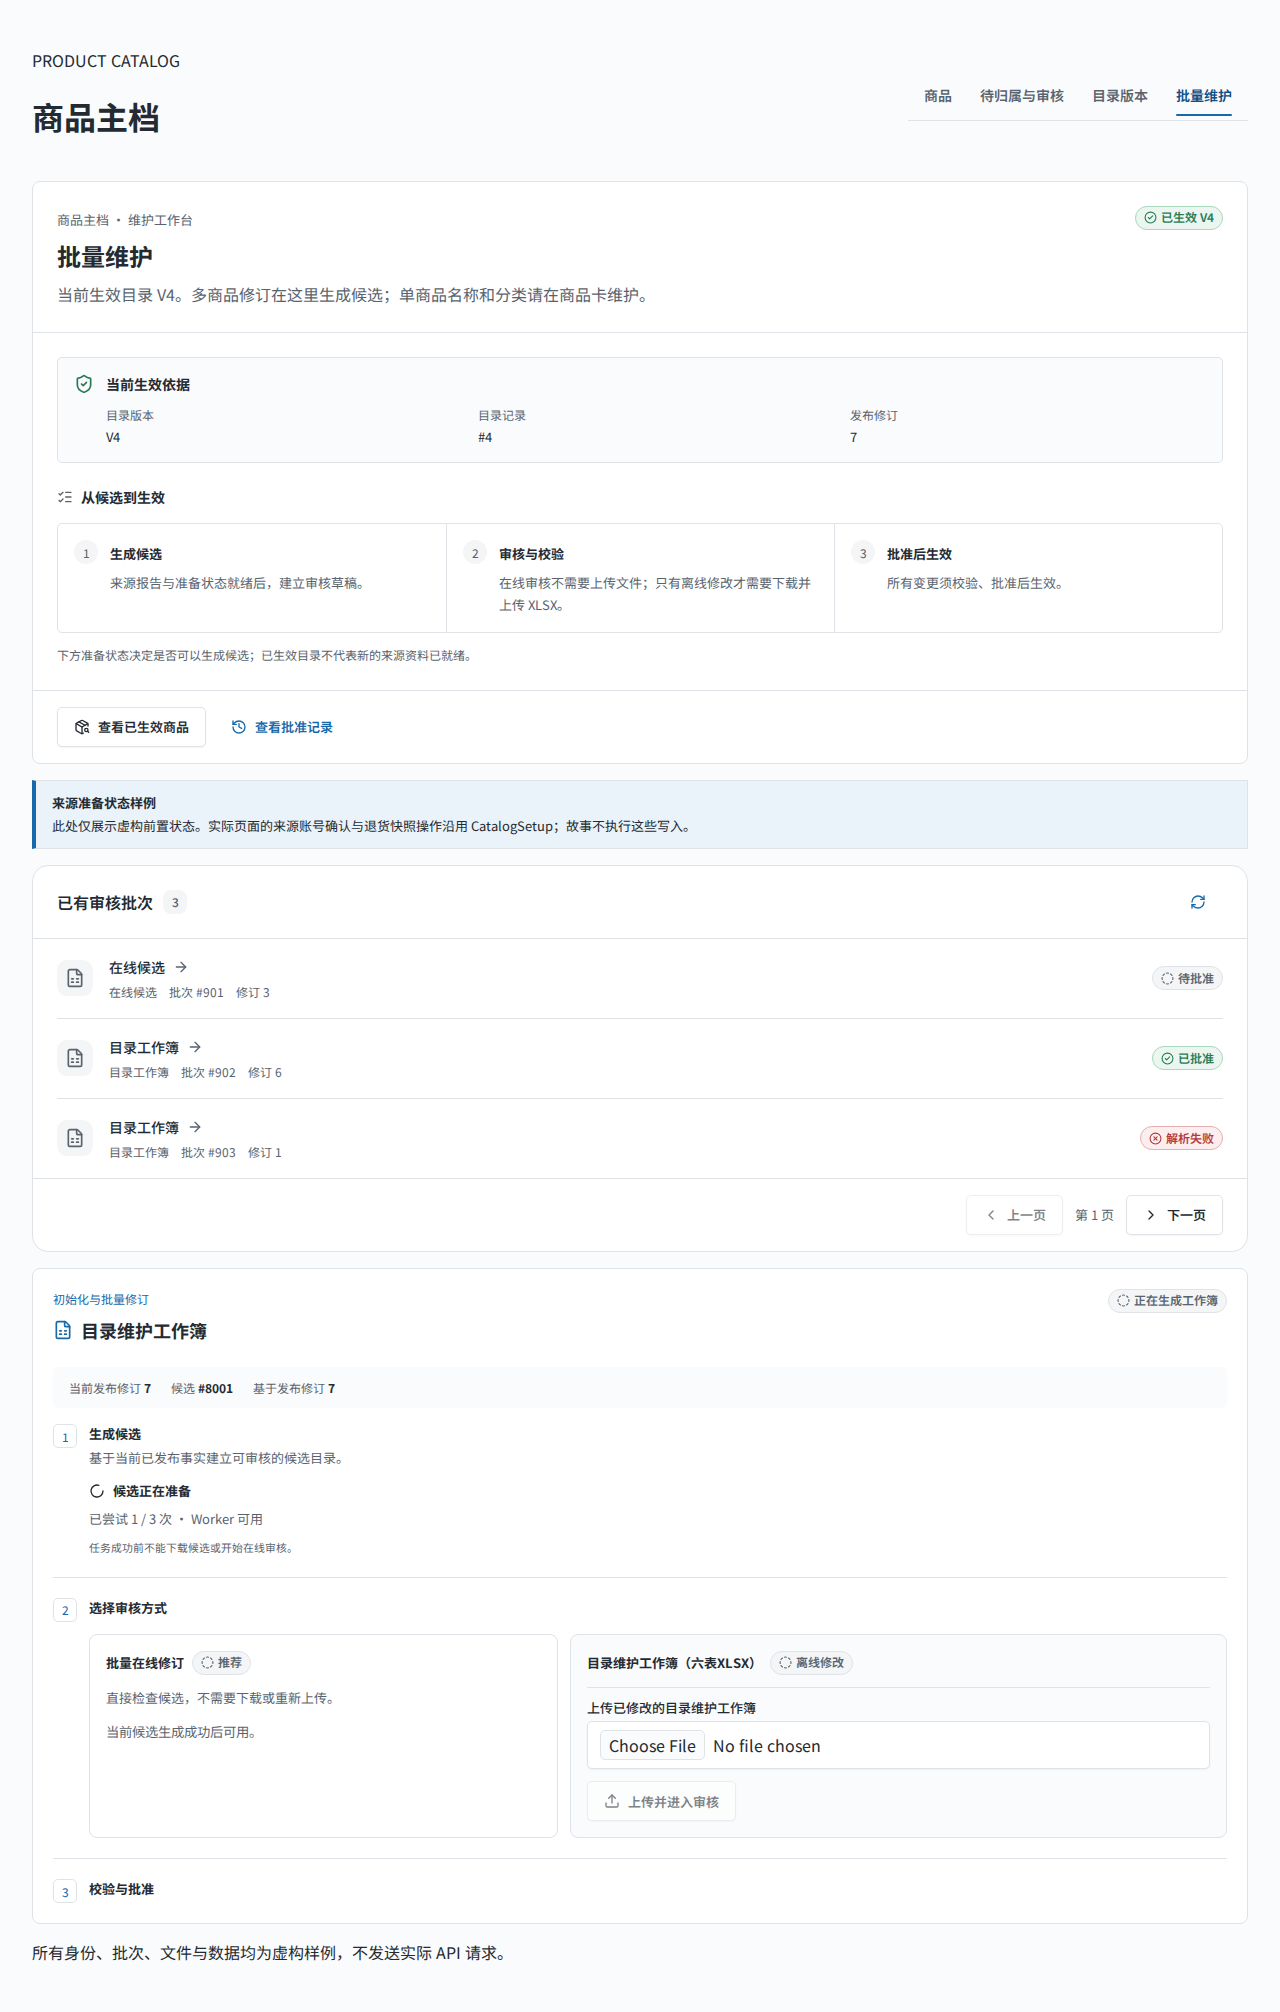 PRODUCT CATALOG
商品主档
商品 待归属与审核 目录版本 批量维护
商品主档 · 维护工作台
已生效 V4
批量维护
当前生效目录 V4。多商品修订在这里生成候选；单商品名称和分类请在商品卡维护。
当前生效依据
目录版本 目录记录 发布修订
V4 #4 7
从候选到生效
1 生成候选
来源报告与准备状态就绪后，建立审核草稿。
2 审核与校验
在线审核不需要上传文件；只有离线修改才需要下载并
上传 XLSX。
3 批准后生效
所有变更须校验、批准后生效。
下方准备状态决定是否可以生成候选；已生效目录不代表新的来源资料已就绪。
查看已生效商品 查看批准记录
来源准备状态样例
此处仅展示虚构前置状态。实际页面的来源账号确认与退货快照操作沿用 CatalogSetup；故事不执行这些写入。
已有审核批次 3
在线候选
在线候选 批次 #901 修订 3
待批准
目录工作簿
目录工作簿 批次 #902 修订 6
已批准
目录工作簿
目录工作簿 批次 #903 修订 1
解析失败
上一页 第 1 页 下一页
初始化与批量修订
正在生成工作簿
目录维护工作簿
当前发布修订 7 候选 #8001 基于发布修订 7
1 生成候选
基于当前已发布事实建立可审核的候选目录。
候选正在准备
已尝试 1 / 3 次 · Worker 可用
任务成功前不能下载候选或开始在线审核。
2 选择审核方式
批量在线修订 推荐
直接检查候选，不需要下载或重新上传。
当前候选生成成功后可用。
目录维护工作簿（六表XLSX） 离线修改
上传已修改的目录维护工作簿
Choose File No file chosen
上传并进入审核
3 校验与批准
所有身份、批次、文件与数据均为虚构样例，不发送实际 API 请求。